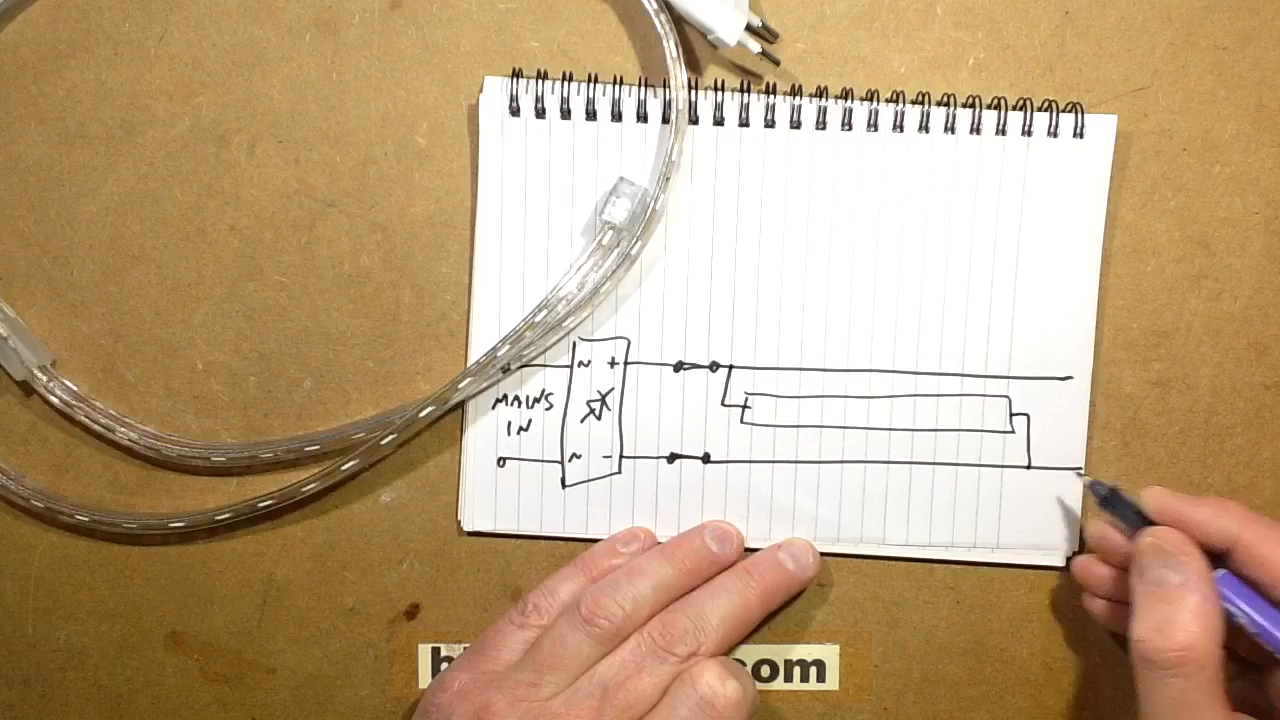 ~ +
MAINS
IN
~ -
com